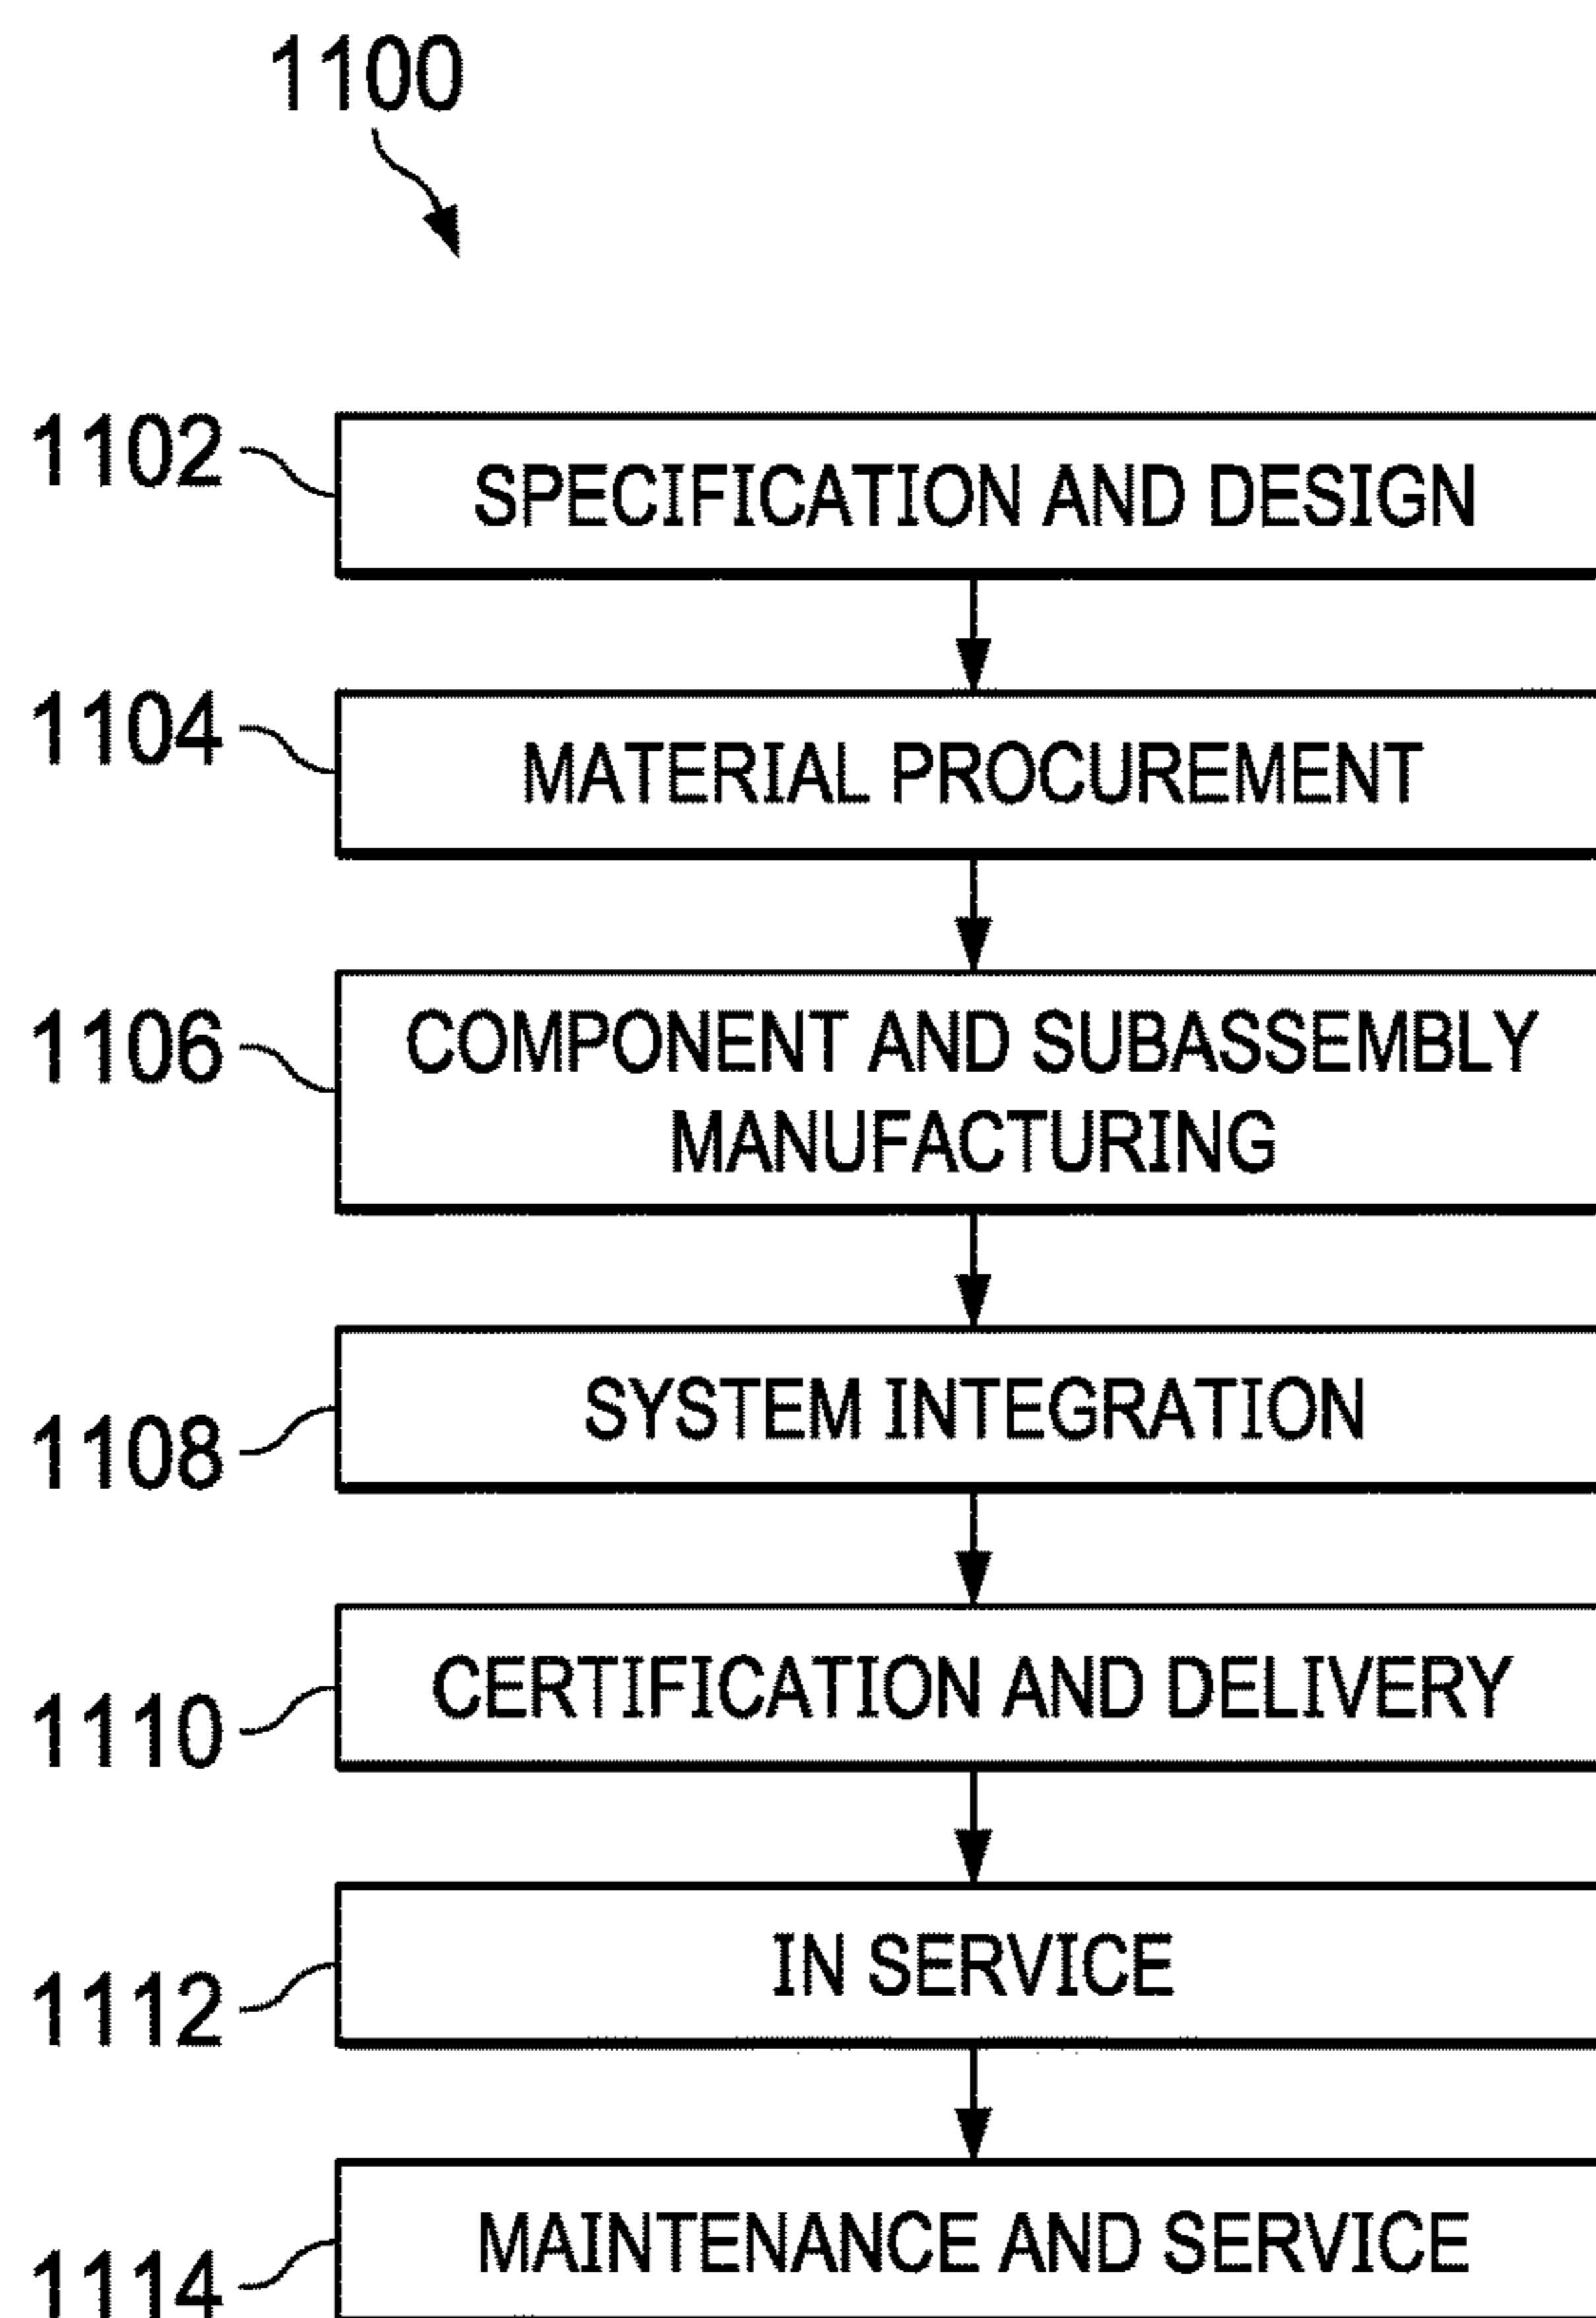 1100
1102
SPECIFICATION AND DESIGN
1104
MATERIAL PROCUREMENT
1106
COMPONENT AND SUBASSEMBLY
MANUFACTURING
1108
SYSTEM INTEGRATION
1110
CERTIFICATION AND DELIVERY
1112
IN SERVICE
1114
MAINTENANCE AND SERVICE